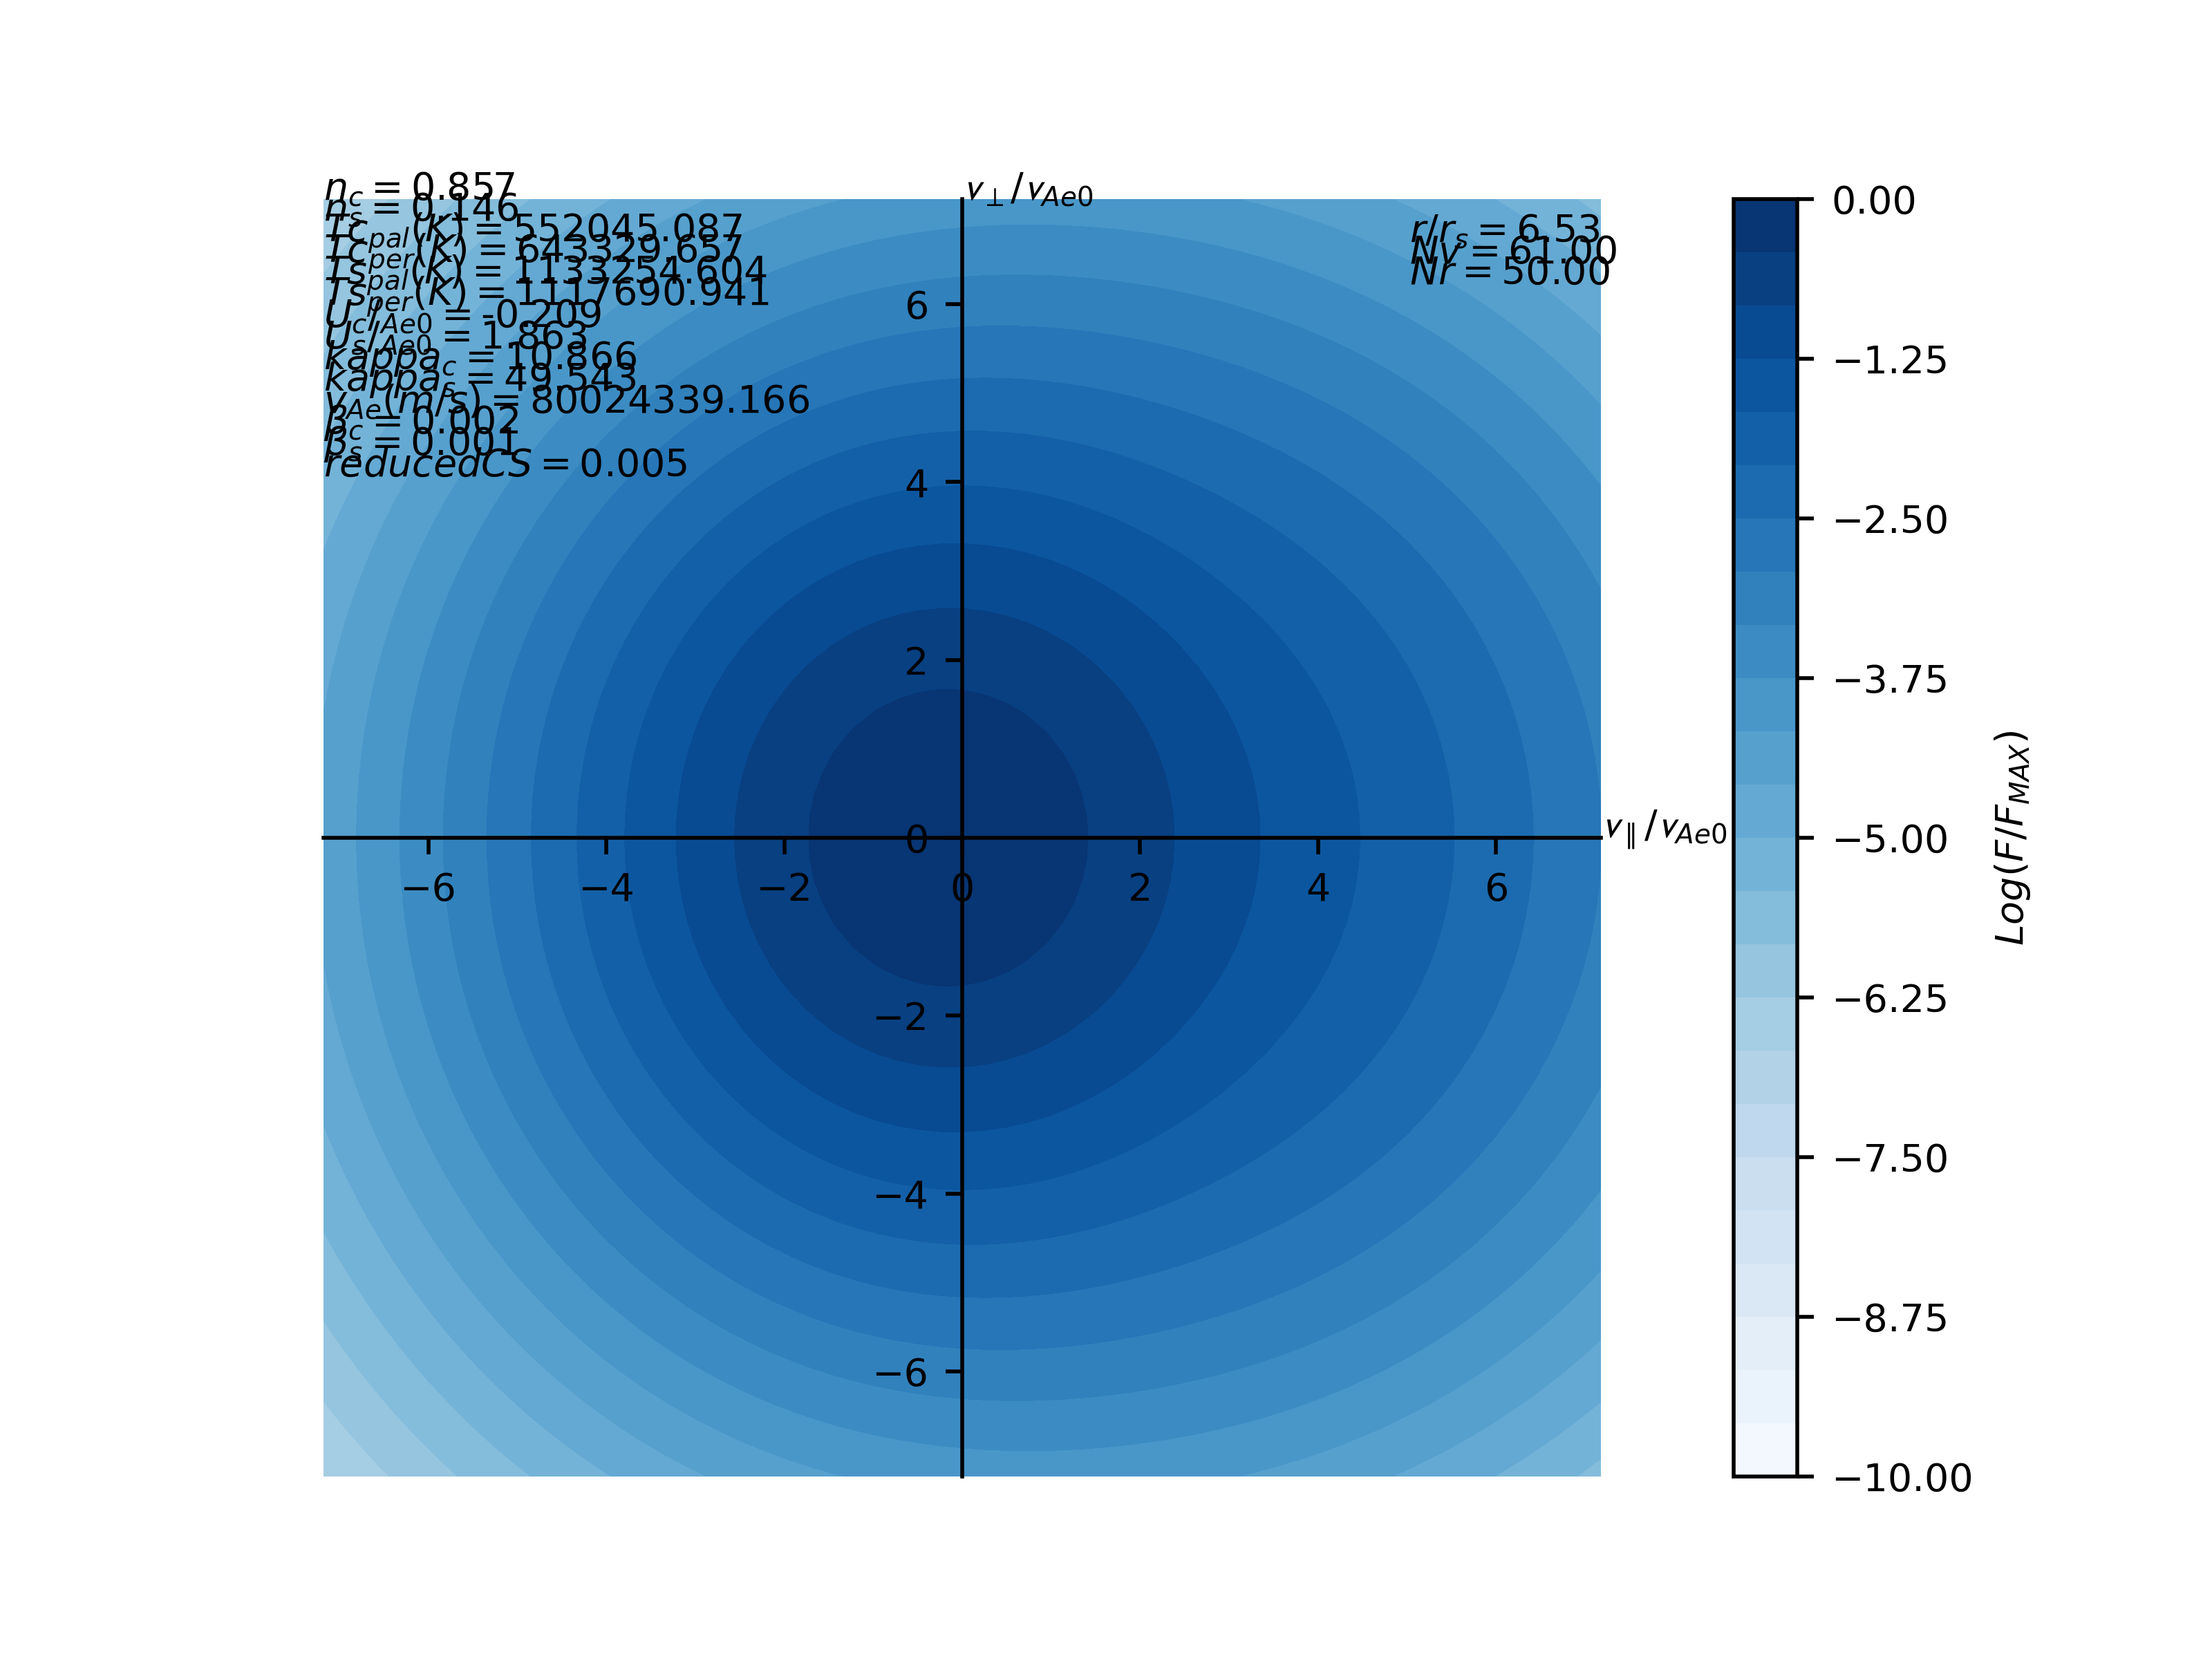 n_c = 0.857
n_s = 0.146
Tc_pal(K) = 552045.087
Tc_per(K) = 643329.657
Ts_pal(K) = 1133254.604
Ts_per(K) = 1117690.941
U_c/Ae0 = -0.209
U_s/Ae0 = 1.863
kappa_c = 10.866
kappa_s = 49.543
v_Ae(m/s) = 80024339.166
β_c = 0.002
β_s = 0.001
reducedCS = 0.005
v_⊥/v_Ae0
r/r_s = 6.53
Nv = 61.00
Nr = 50.00
6
4
2
0
−2
−4
−6
−6 −4 −2 0 2 4 6
v_∥/v_Ae0
0.00
−1.25
−2.50
−3.75
−5.00
−6.25
−7.50
−8.75
−10.00
Log(F/F_MAX)